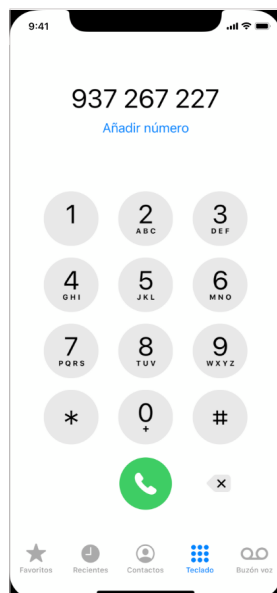 9:41
937 267 227
Añadir número
1 2 3
ABC DEF
4 5 6
GHI JKL MNO
7 8 9
PQRS TUV WXYZ
* 0 #
+
Favoritos Recientes Contactos Teclado Buzón vez